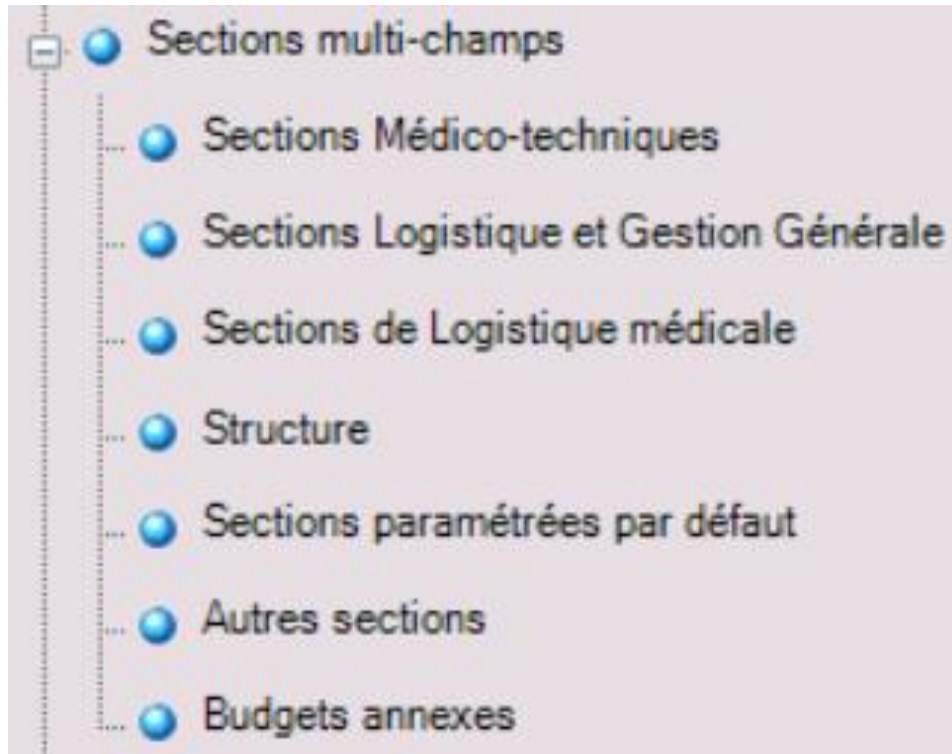 Sections multi-champs
Sections Médico-techniques
Sections Logistique et Gestion Générale
Sections de Logistique médicale
Structure
Sections paramétrées par défaut
Autres sections
Budgets annexes